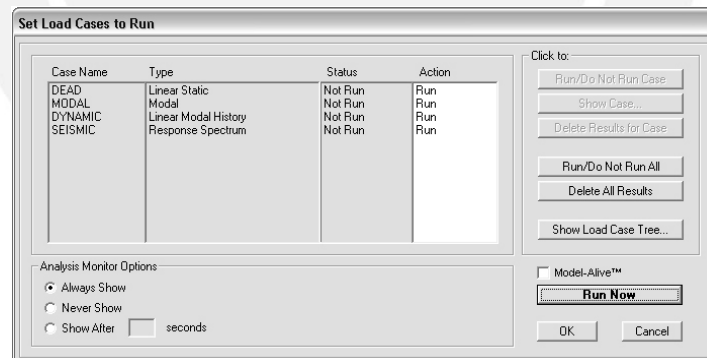 Set Load Cases to Run
Case Name Type Status Action
DEAD Linear Static Not Run Run
MODAL Modal Not Run Run
DYNAMIC Linear Modal History Not Run Run
SEISMIC Response Spectrum Not Run Run
Click to:
Run/Do Not Run Case
Show Case...
Delete Results for Case
Run/Do Not Run All
Delete All Results
Show Load Case Tree...
Analysis Monitor Options
Always Show
Never Show
Show After seconds
Model-Alive™
Run Now
OK Cancel